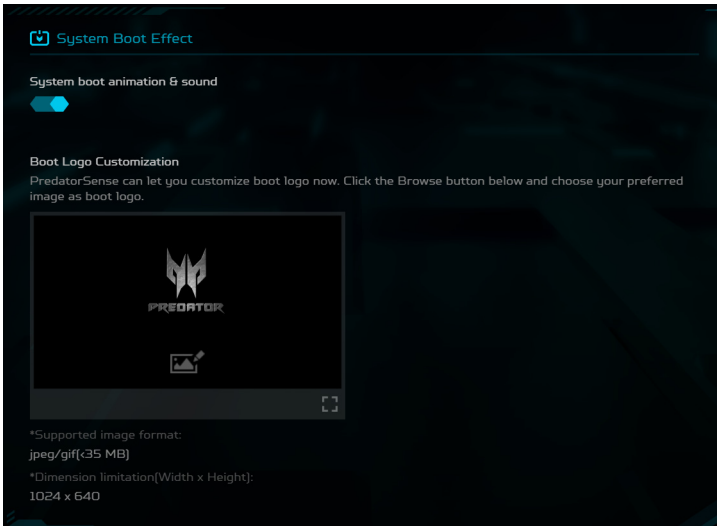 System Boot Effect
System boot animation & sound
Boot Logo Customization
PredatorSense can let you customize boot logo now. Click the Browse button below and choose your preferred
image as boot logo.
PREDATOR
*Supported image format:
jpeg/gif(<35 MB)
*Dimension limitation(Width x Height):
1024 x 640